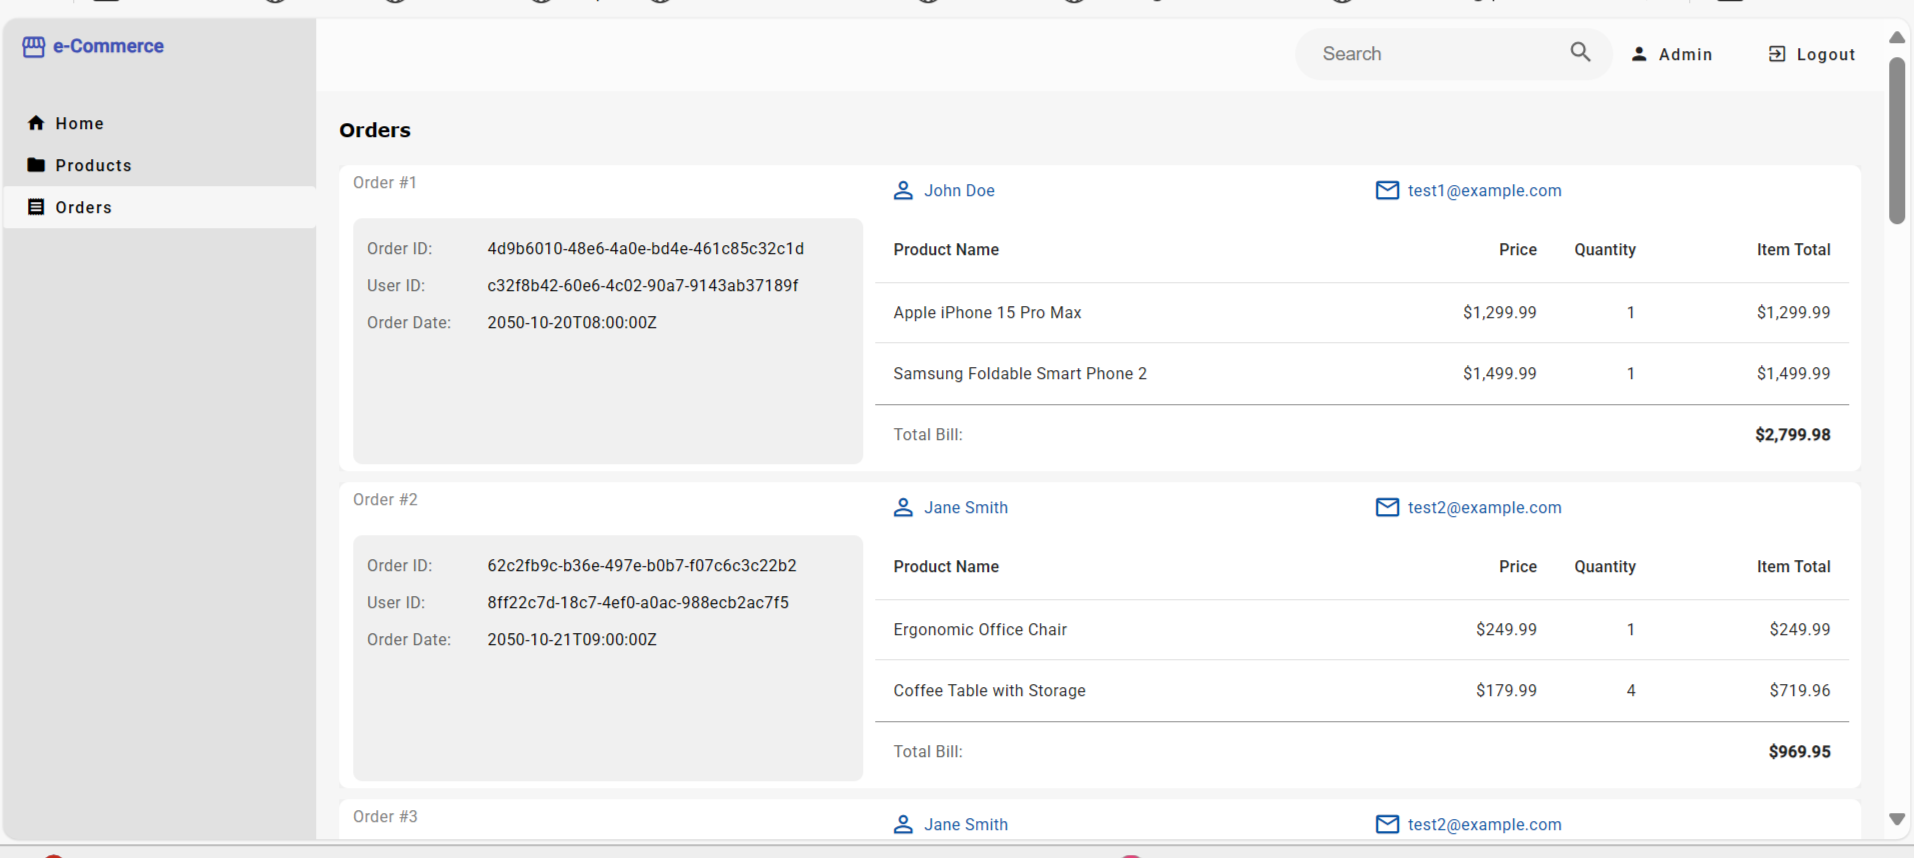 e-Commerce
Search
Admin
Logout
Home
Products
Orders
Orders
Order #1
John Doe
test1@example.com
Order ID: 4d9b6010-48e6-4a0e-bd4e-461c85c32c1d
User ID: c32f8b42-60e6-4c02-90a7-9143ab37189f
Order Date: 2050-10-20T08:00:00Z
Product Name Price Quantity Item Total
Apple iPhone 15 Pro Max $1,299.99 1 $1,299.99
Samsung Foldable Smart Phone 2 $1,499.99 1 $1,499.99
Total Bill: $2,799.98
Order #2
Jane Smith
test2@example.com
Order ID: 62c2fb9c-b36e-497e-b0b7-f07c6c3c22b2
User ID: 8ff22c7d-18c7-4ef0-a0ac-988ecb2ac7f5
Order Date: 2050-10-21T09:00:00Z
Product Name Price Quantity Item Total
Ergonomic Office Chair $249.99 1 $249.99
Coffee Table with Storage $179.99 4 $719.96
Total Bill: $969.95
Order #3
Jane Smith
test2@example.com